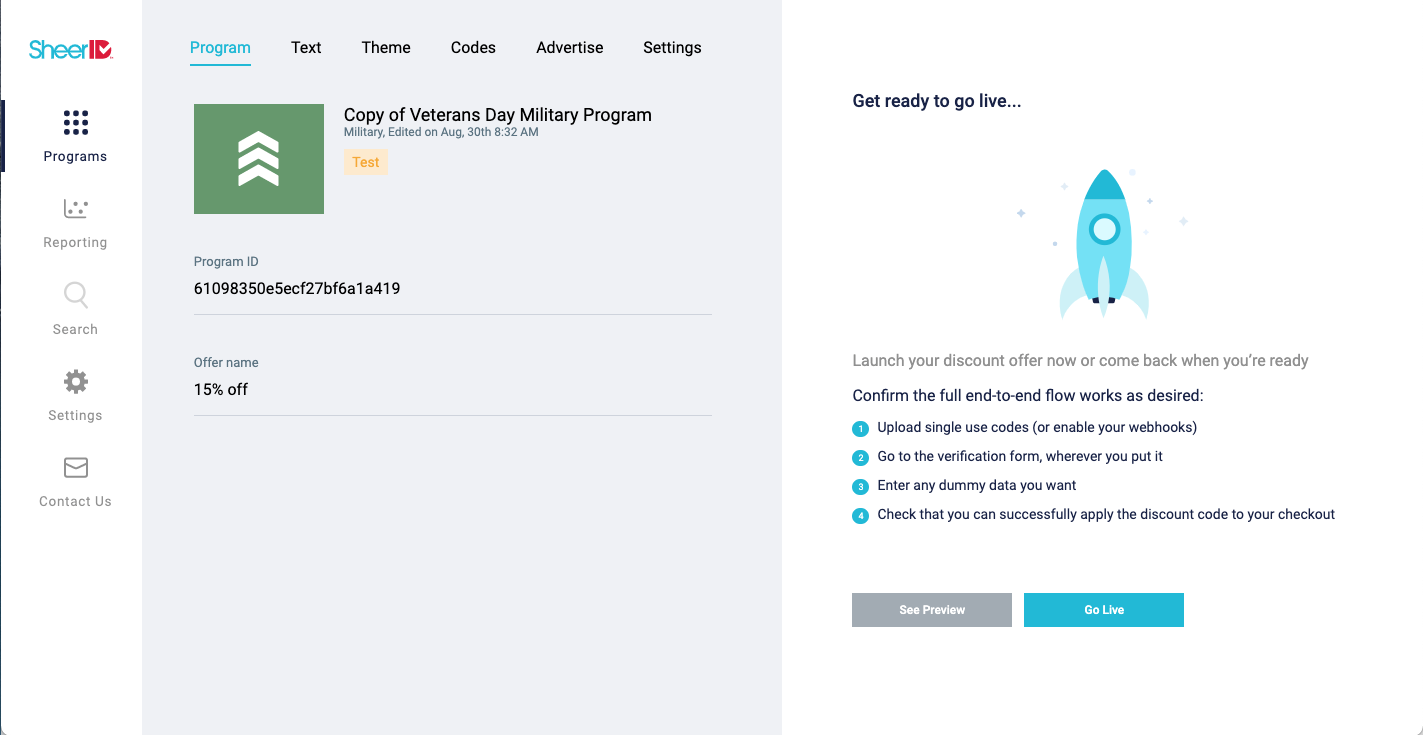 SheerID
Programs
Reporting
Search
Settings
Contact Us
Program Text Theme Codes Advertise Settings
Copy of Veterans Day Military Program
Military, Edited on Aug, 30th 8:32 AM
Test
Program ID
61098350e5ecf27bf6a1a419
Offer name
15% off
Get ready to go live...
Launch your discount offer now or come back when you’re ready
Confirm the full end-to-end flow works as desired:
1 Upload single use codes (or enable your webhooks)
2 Go to the verification form, wherever you put it
3 Enter any dummy data you want
4 Check that you can successfully apply the discount code to your checkout
See Preview Go Live